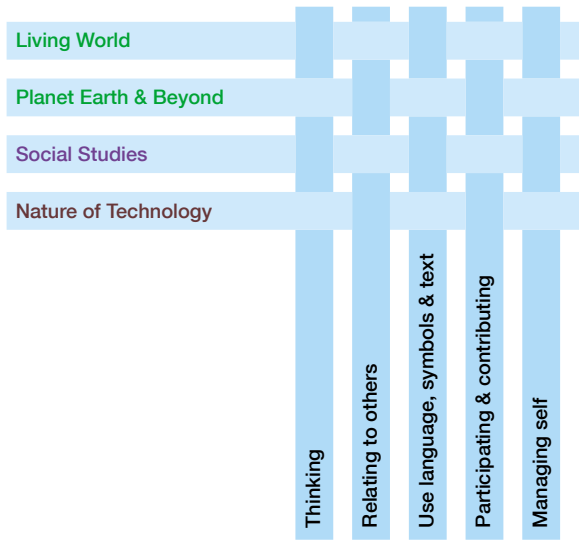 Living World
Planet Earth & Beyond
Social Studies
Nature of Technology
Thinking
Relating to others
Use language, symbols & text
Participating & contributing
Managing self